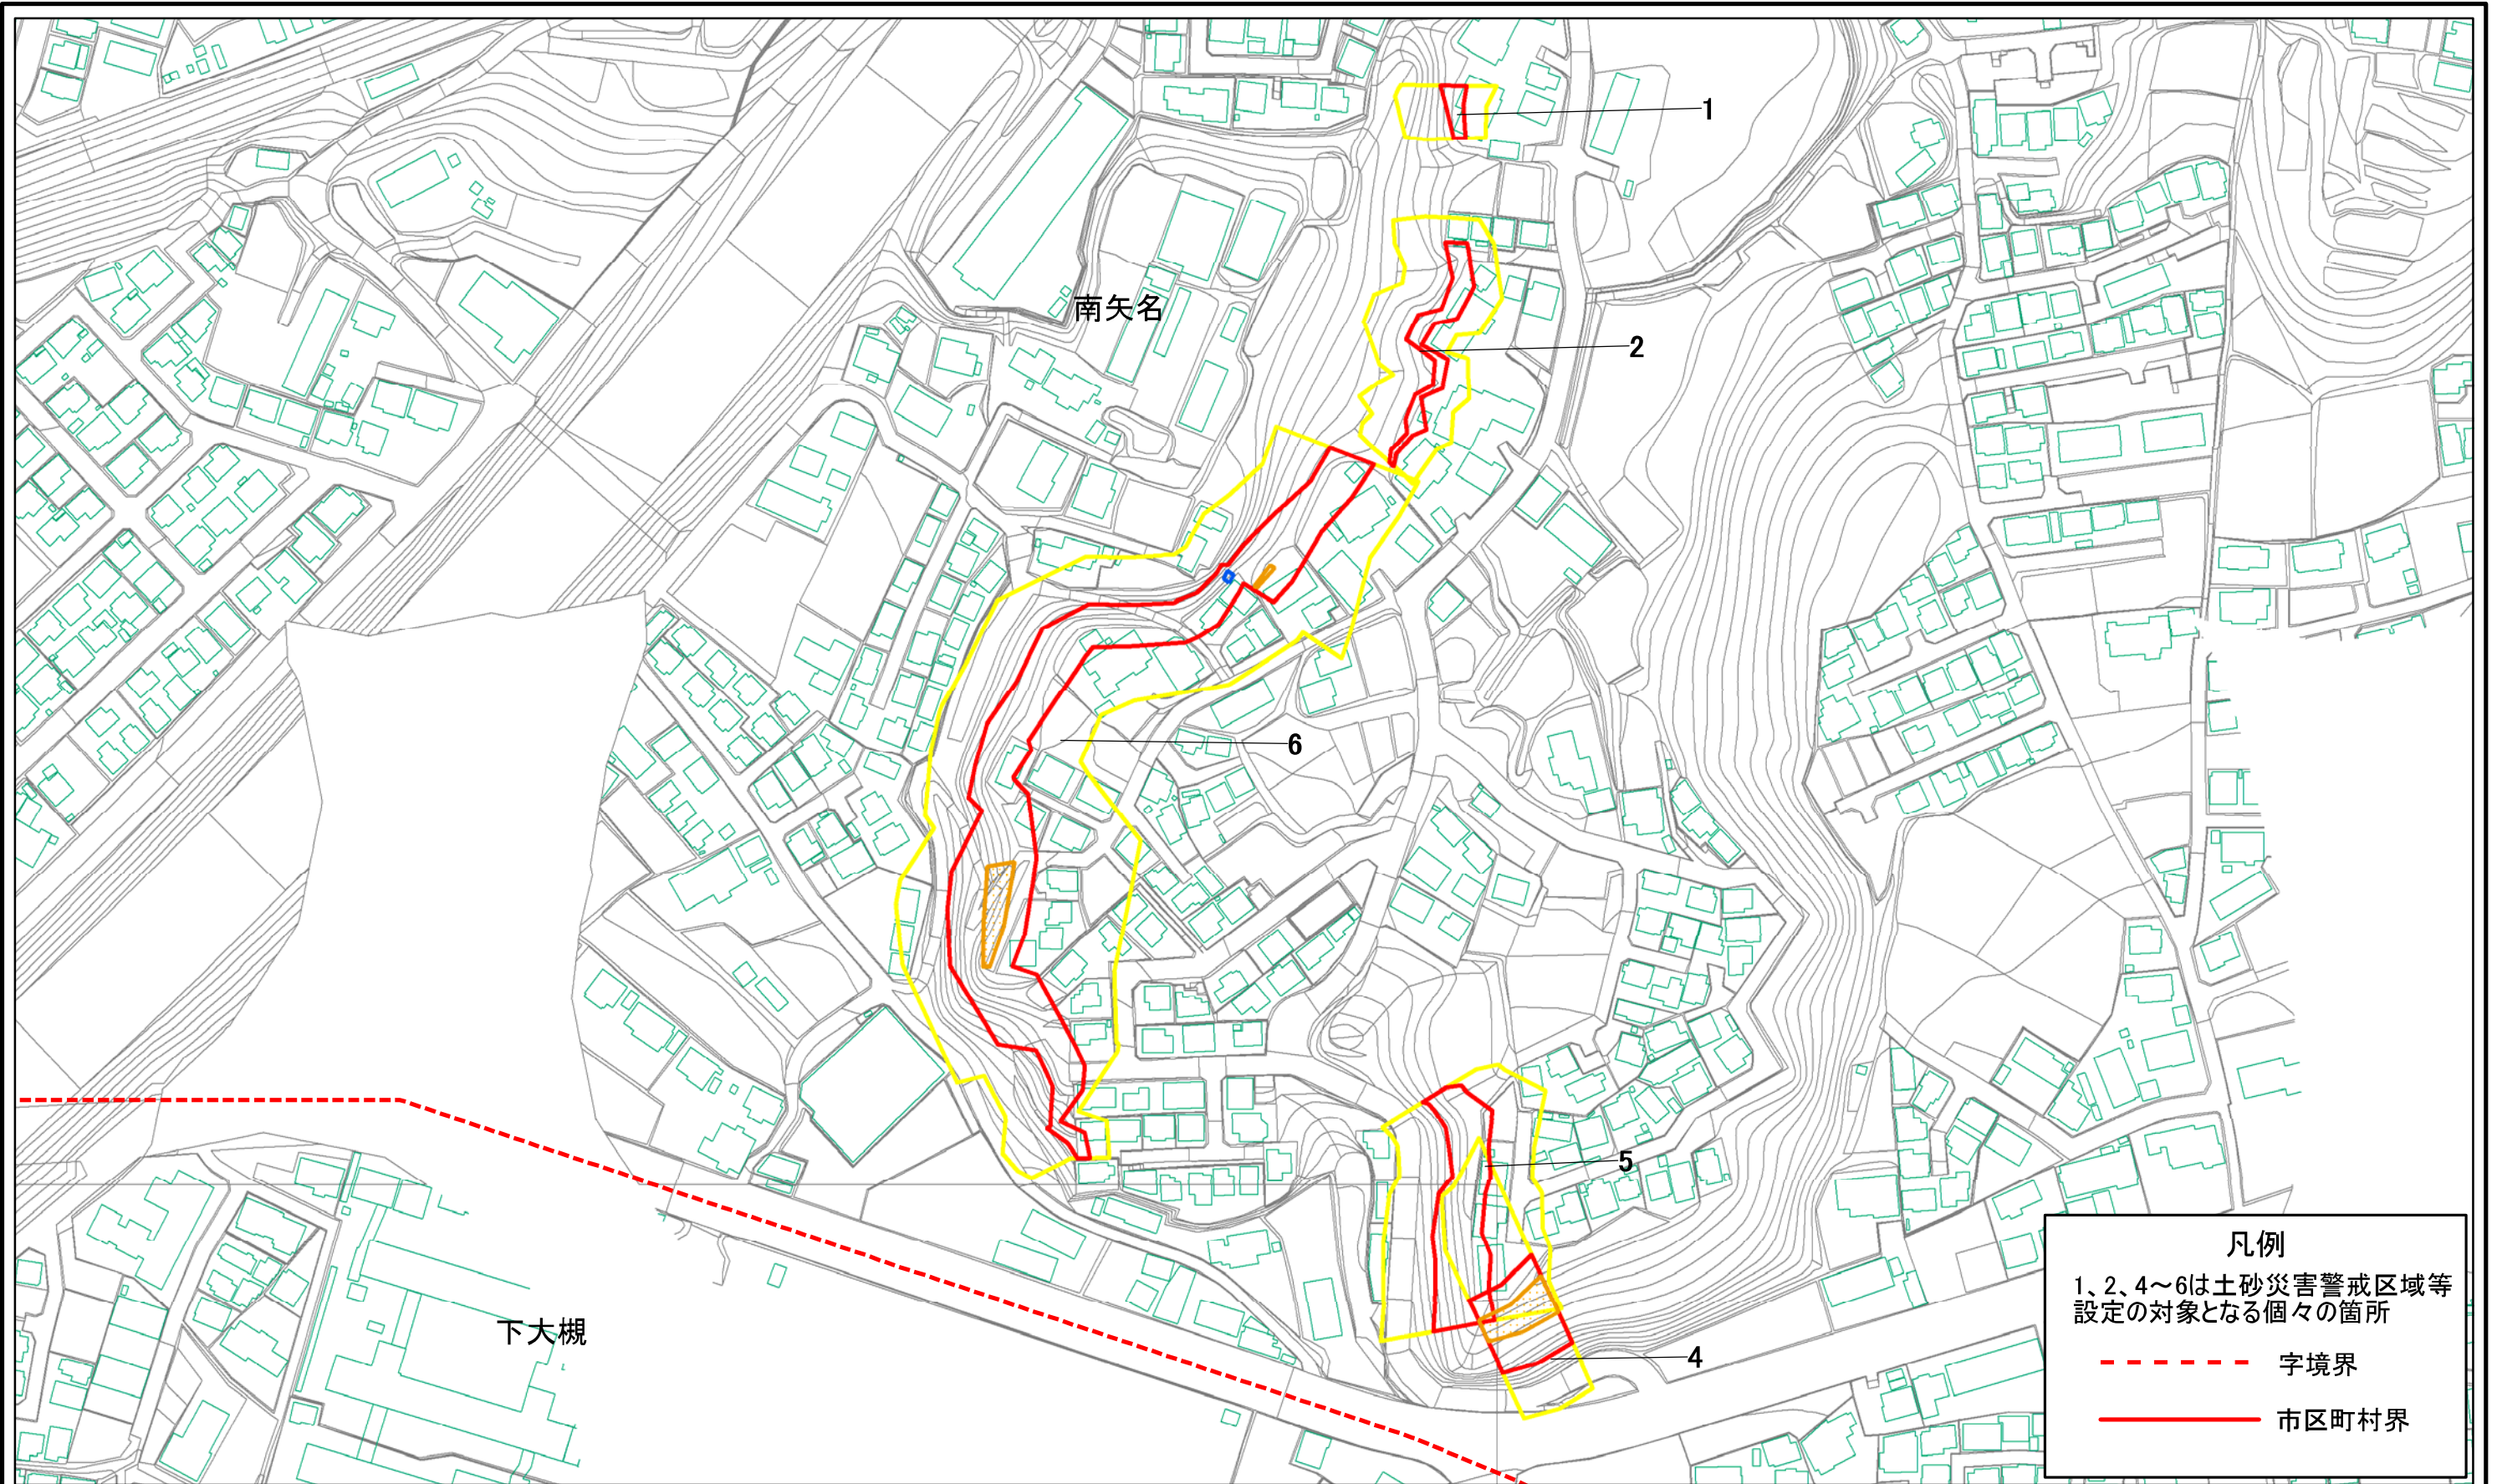 1
2
南矢名
6
5
下大槻
4
凡例
1、2、4～6は土砂災害警戒区域等
設定の対象となる個々の箇所
字境界
市区町村界